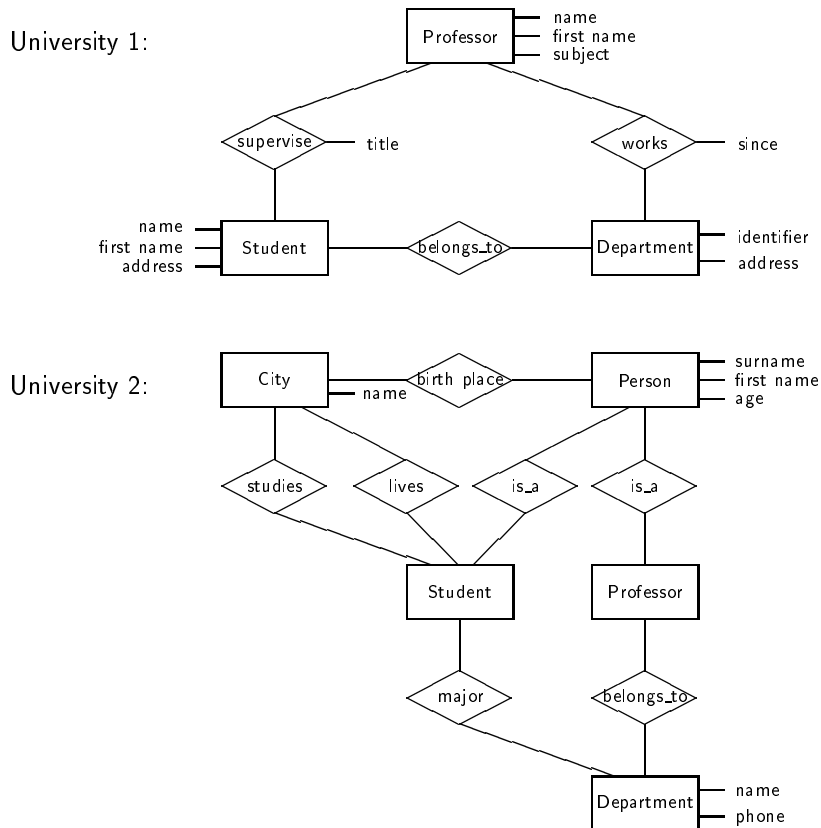 name
University 1:
Professor
first name
subject
supervise
title
works
since
name
first name
address
Student
belongs_to
Department
identifier
address
University 2:
City
name
birth place
Person
surname
first name
age
studies
lives
is_a
is_a
Student
Professor
major
belongs_to
Department
name
phone